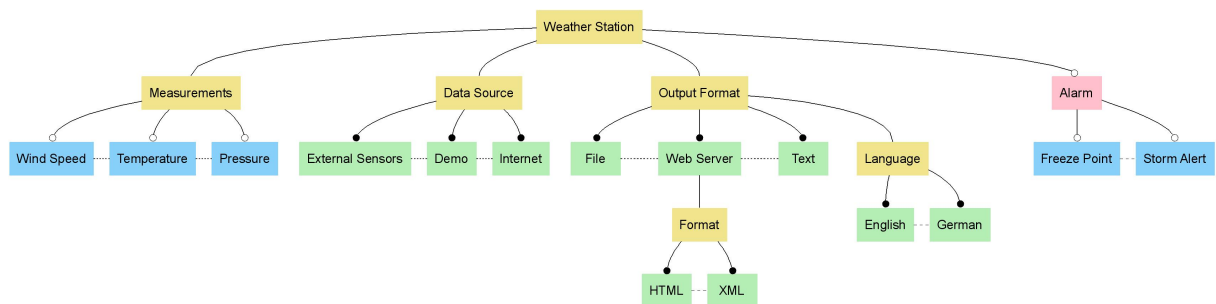 Weather Station
Measurements
Data Source
Output Format
Alarm
Wind Speed
Temperature
Pressure
External Sensors
Demo
Internet
File
Web Server
Text
Language
Freeze Point
Storm Alert
Format
English
German
HTML
XML